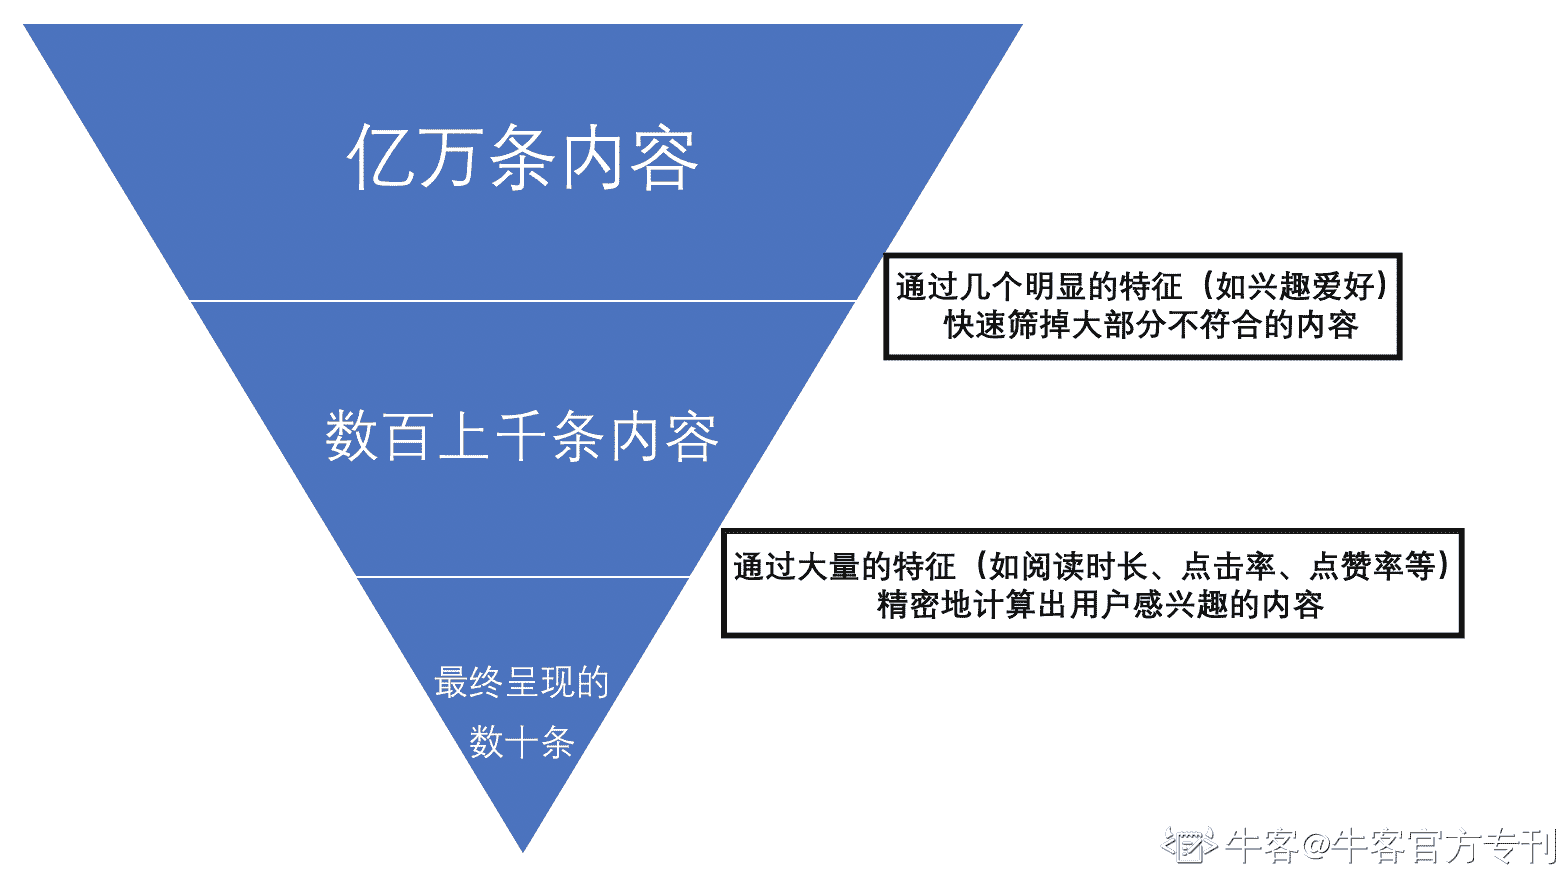 亿万条内容
通过几个明显的特征（如兴趣爱好）
快速筛掉大部分不符合的内容
数百上千条内容
通过大量的特征（如阅读时长、点击率、点赞率等）
精密地计算出用户感兴趣的内容
最终呈现的
数十条
牛客@牛客官方专刊